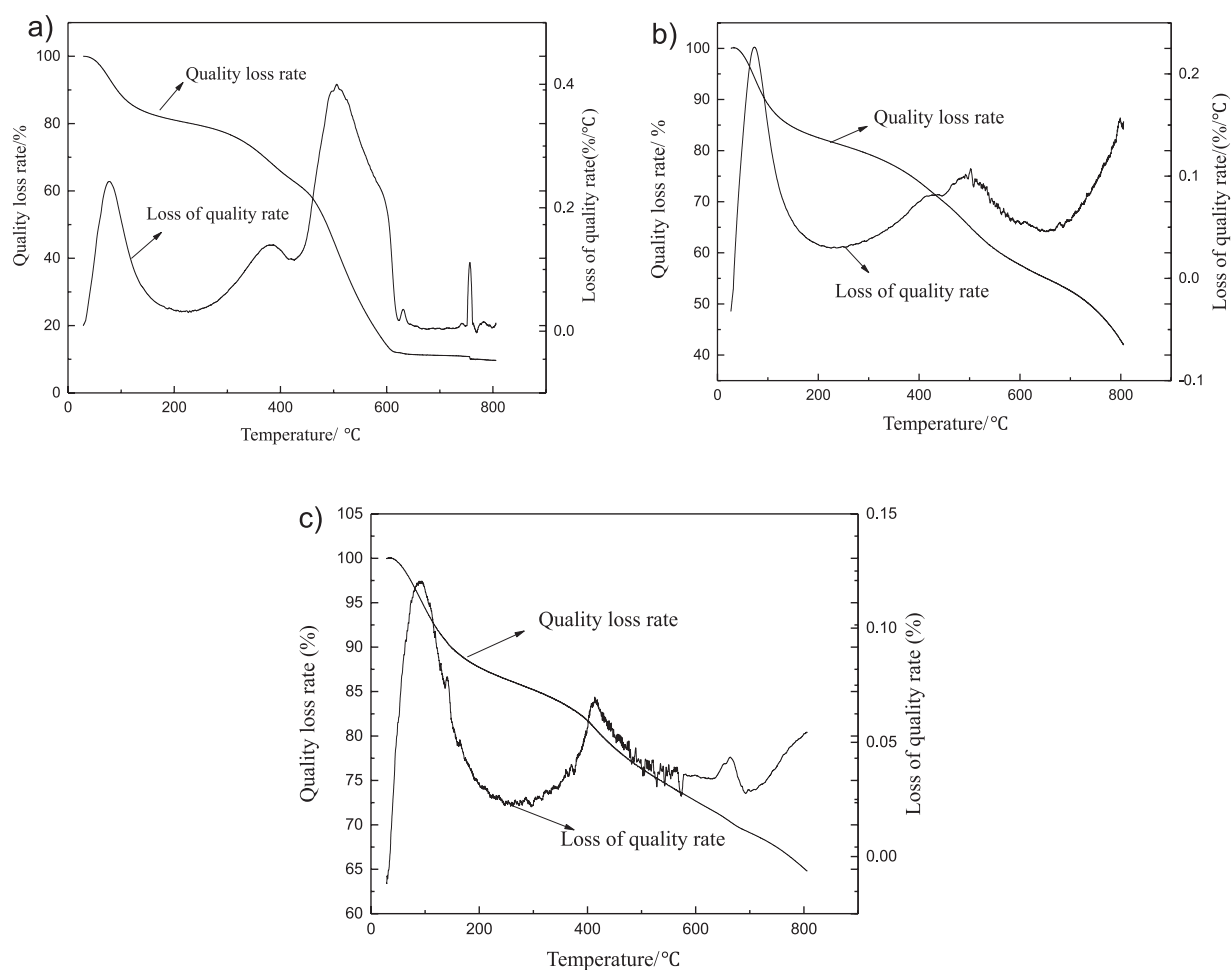 a)
Quality loss rate/%
100
80
60
40
20
0
200
400
600
800
Temperature/ °C
0.4
0.2
0.0
Loss of quality rate(%/°C)
Quality loss rate
Loss of quality rate
b)
Quality loss rate/ %
100
90
80
70
60
50
40
0
200
400
600
800
Temperature/°C
0.2
0.1
0.0
-0.1
Loss of quality rate/(%/°C)
Quality loss rate
Loss of quality rate
c)
Quality loss rate (%)
105
100
95
90
85
80
75
70
65
60
0
200
400
600
800
Temperature/°C
0.15
0.10
0.05
0.00
Loss of quality rate (%)
Quality loss rate
Loss of quality rate